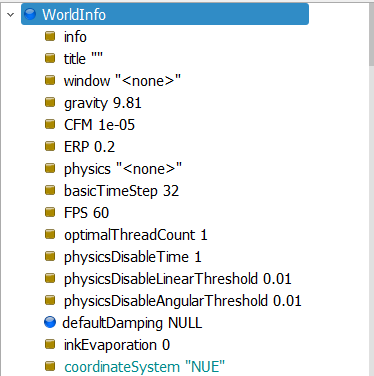 WorldInfo
info
title ""
window "<none>"
gravity 9.81
CFM 1e-05
ERP 0.2
physics "<none>"
basicTimeStep 32
FPS 60
optimalThreadCount 1
physicsDisableTime 1
physicsDisableLinearThreshold 0.01
physicsDisableAngularThreshold 0.01
defaultDamping NULL
inkEvaporation 0
coordinateSystem "NUE"